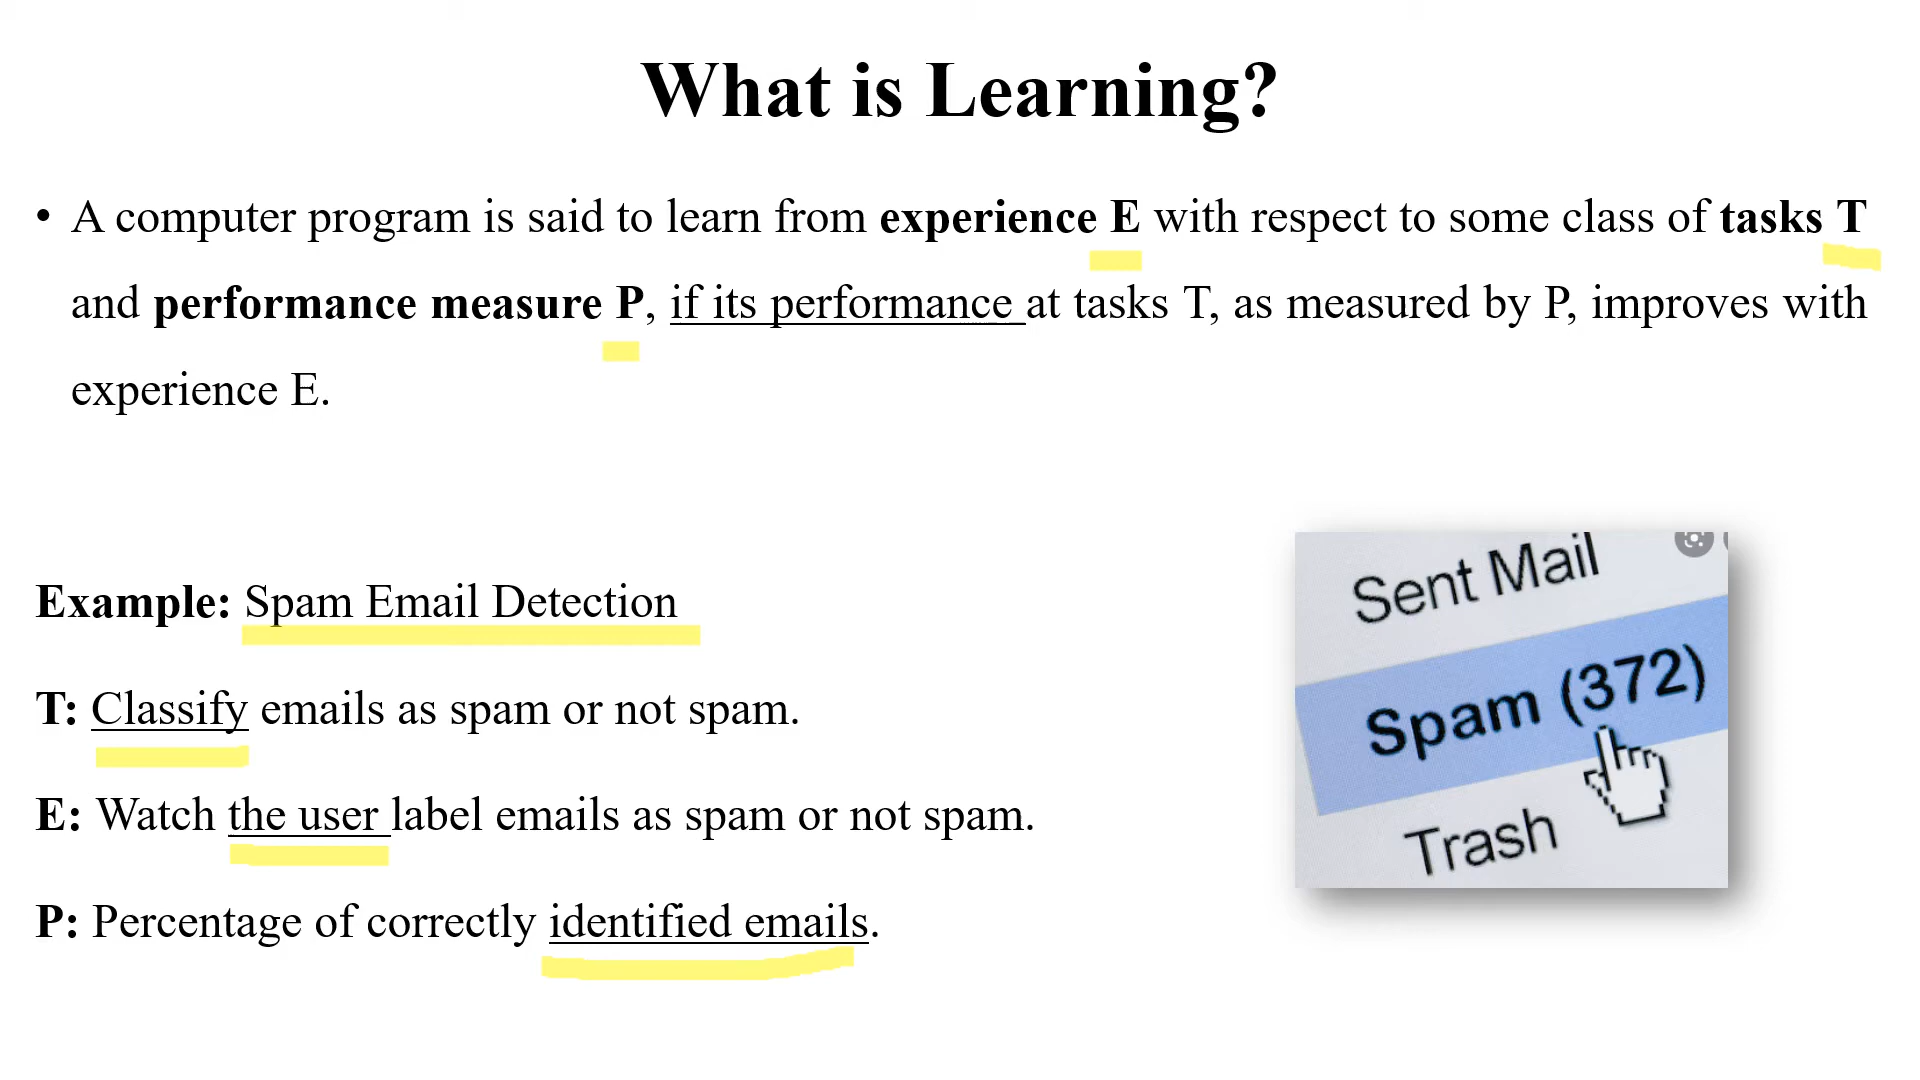 What is Learning?
• A computer program is said to learn from experience E with respect to some class of tasks T
and performance measure P, if its performance at tasks T, as measured by P, improves with
experience E.
Example: Spam Email Detection
T: Classify emails as spam or not spam.
E: Watch the user label emails as spam or not spam.
P: Percentage of correctly identified emails.
Sent Mail
Spam (372)
Trash